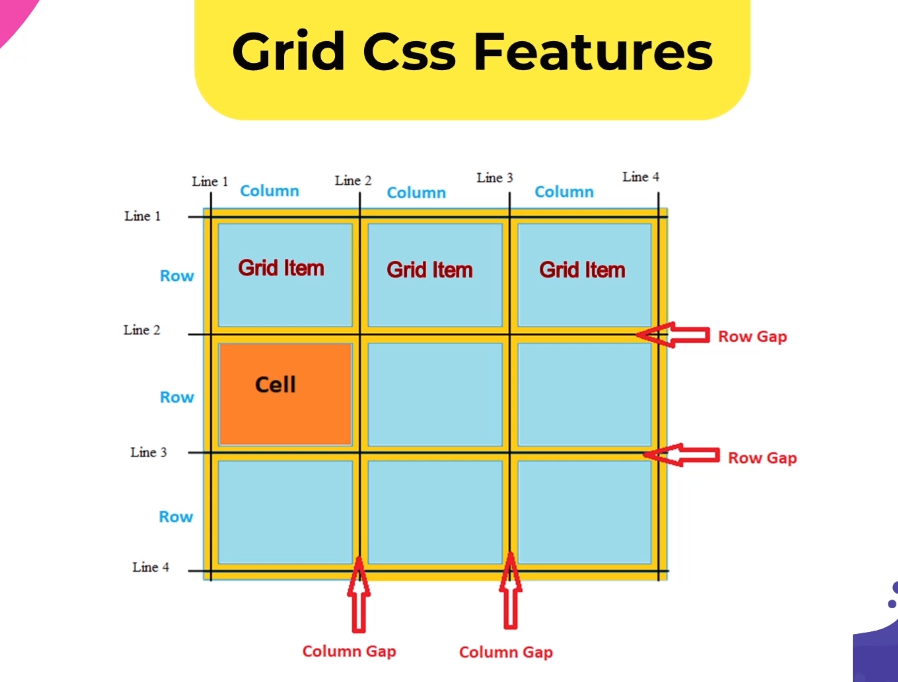 Grid Css Features
Line 1
Column
Line 2
Column
Line 3
Column
Line 4
Line 1
Row
Grid Item
Grid Item
Grid Item
Line 2
Row Gap
Row
Cell
Line 3
Row Gap
Row
Line 4
Column Gap
Column Gap